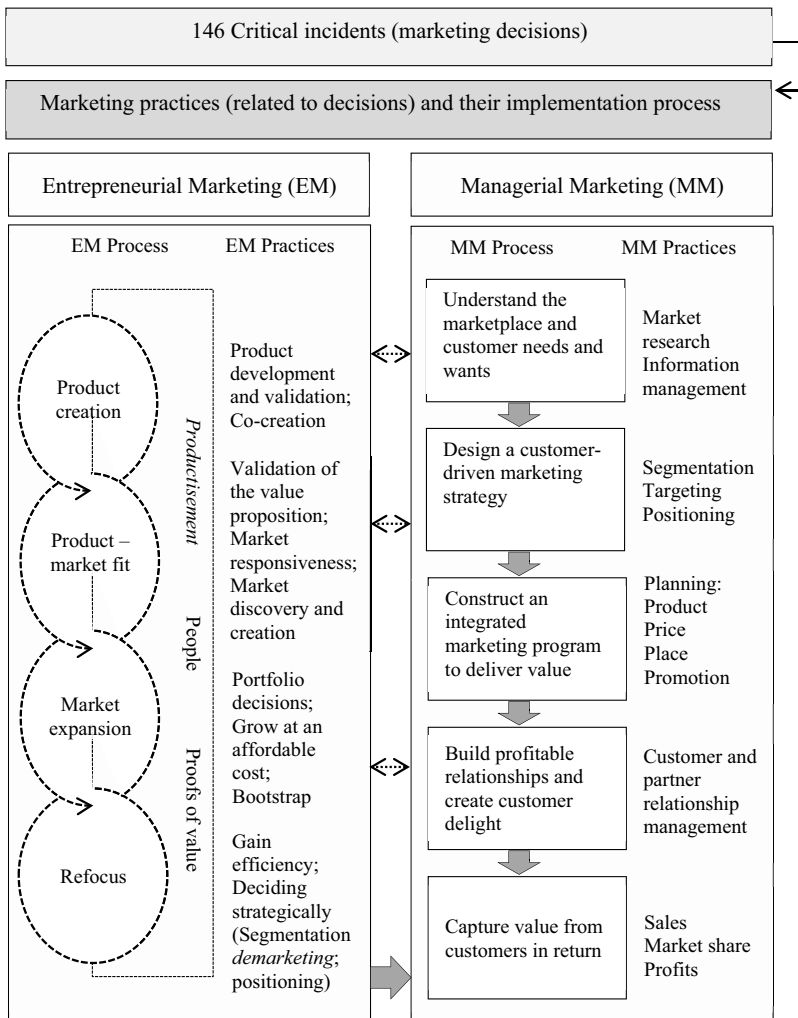 146 Critical incidents (marketing decisions)
Marketing practices (related to decisions) and their implementation process
Entrepreneurial Marketing (EM)
EM Process
EM Practices
Product
creation
Product –
market fit
Market
expansion
Refocus
Productisement
People
Proofs of value
Product
development
and validation;
Co-creation
Validation of
the value
proposition;
Market
responsiveness;
Market
discovery and
creation
Portfolio
decisions;
Grow at an
affordable
cost;
Bootstrap
Gain
efficiency;
Deciding
strategically
(Segmentation
demarketing;
positioning)
Managerial Marketing (MM)
MM Process
MM Practices
Understand the
marketplace and
customer needs and
wants
Market
research
Information
management
Design a customer-
driven marketing
strategy
Segmentation
Targeting
Positioning
Construct an
integrated
marketing program
to deliver value
Planning:
Product
Price
Place
Promotion
Build profitable
relationships and
create customer
delight
Customer and
partner
relationship
management
Capture value from
customers in return
Sales
Market share
Profits